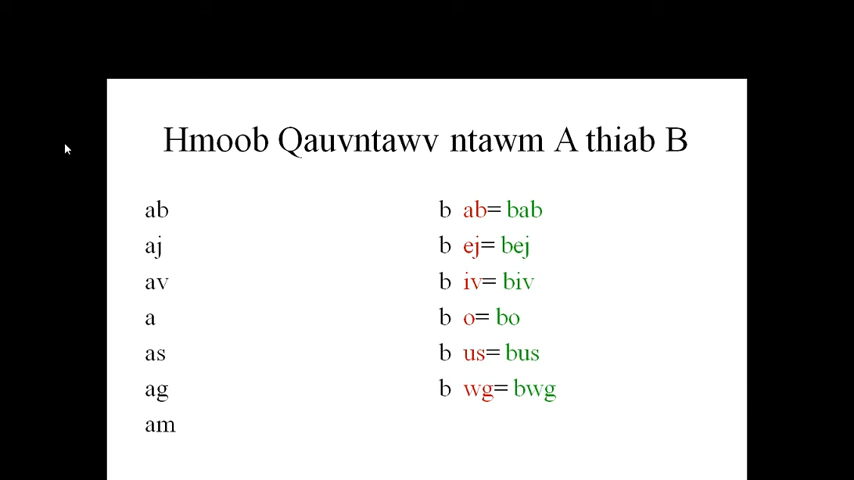 Hmoob Qauvntawv ntawm A thiab B
ab
aj
av
a
as
ag
am
b ab= bab
b ej= bej
b iv= biv
b o= bo
b us= bus
b wg= bwg